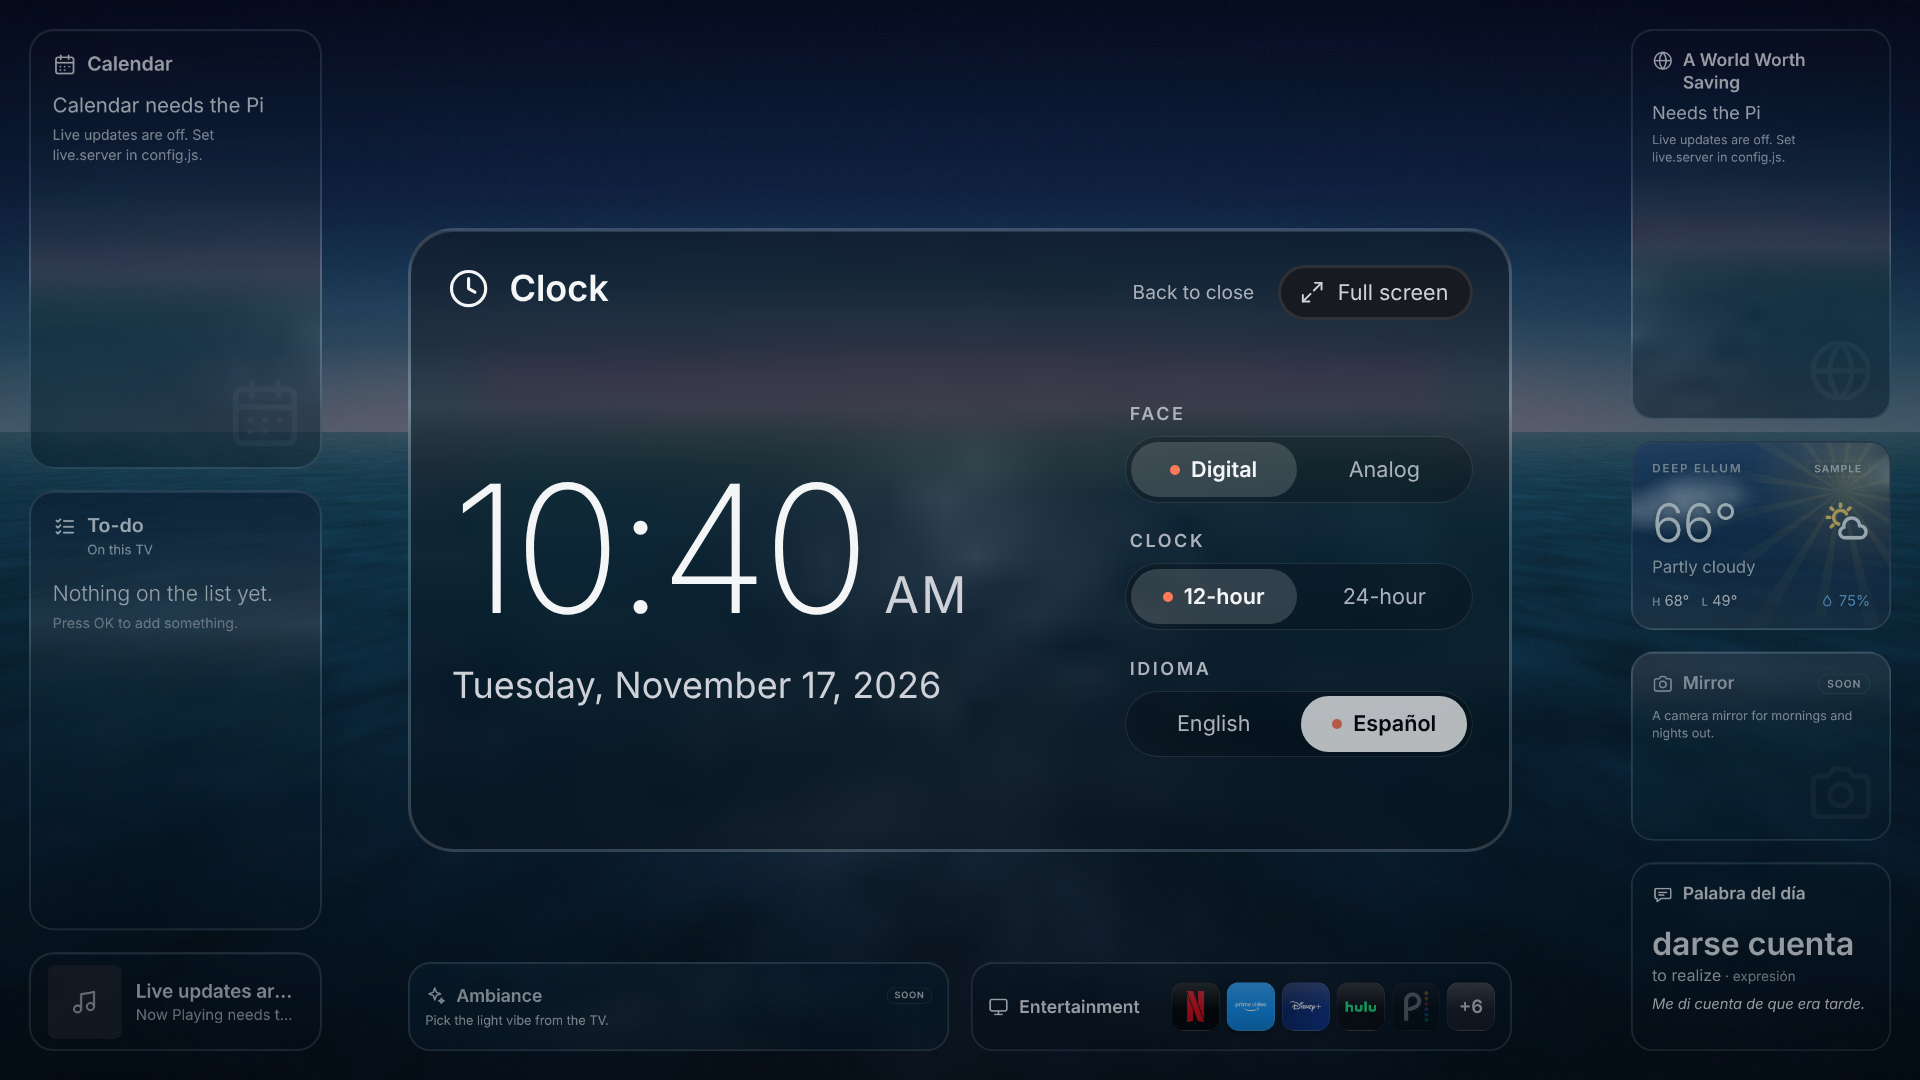 Calendar
Calendar needs the Pi
Live updates are off. Set
live.server in config.js.
To-do
On this TV
Nothing on the list yet.
Press OK to add something.
Live updates ar...
Now Playing needs t...
Clock
Back to close
Full screen
10:40 AM
Tuesday, November 17, 2026
FACE
Digital
Analog
CLOCK
12-hour
24-hour
IDIOMA
English
Español
Ambiance
SOON
Pick the light vibe from the TV.
Entertainment
N
prime video
Disney+
hulu
P
+6
A World Worth
Saving
Needs the Pi
Live updates are off. Set
live.server in config.js.
DEEP ELLUM
SAMPLE
66°
Partly cloudy
H 68° L 49°
75%
Mirror
SOON
A camera mirror for mornings and
nights out.
Palabra del día
darse cuenta
to realize · expresión
Me di cuenta de que era tarde.